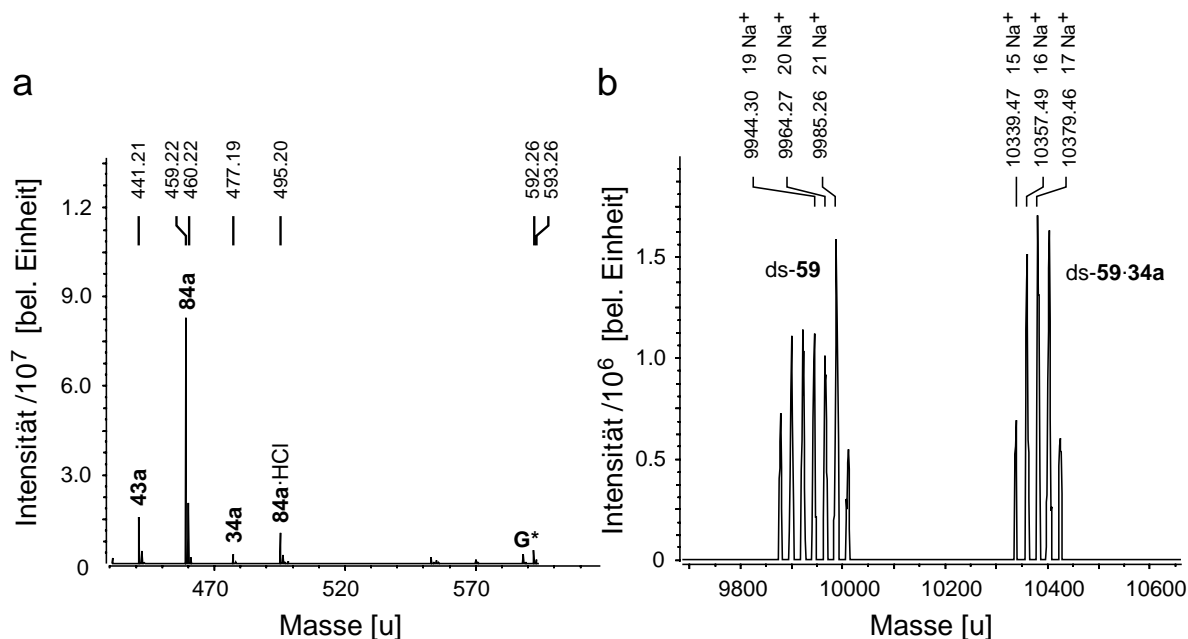 a
441.21
459.22
460.22
477.19
495.20
592.26
593.26
Intensität /10⁷ [bel. Einheit]
1.2
9.0
6.0
3.0
0
43a
84a
34a
84a·HCl
G*
470
520
570
Masse [u]
b
9944.30 19 Na⁺
9964.27 20 Na⁺
9985.26 21 Na⁺
10339.47 15 Na⁺
10357.49 16 Na⁺
10379.46 17 Na⁺
Intensität /10⁶ [bel. Einheit]
1.5
1.0
0.5
0
ds-59
ds-59·34a
9800
10000
10200
10400
10600
Masse [u]